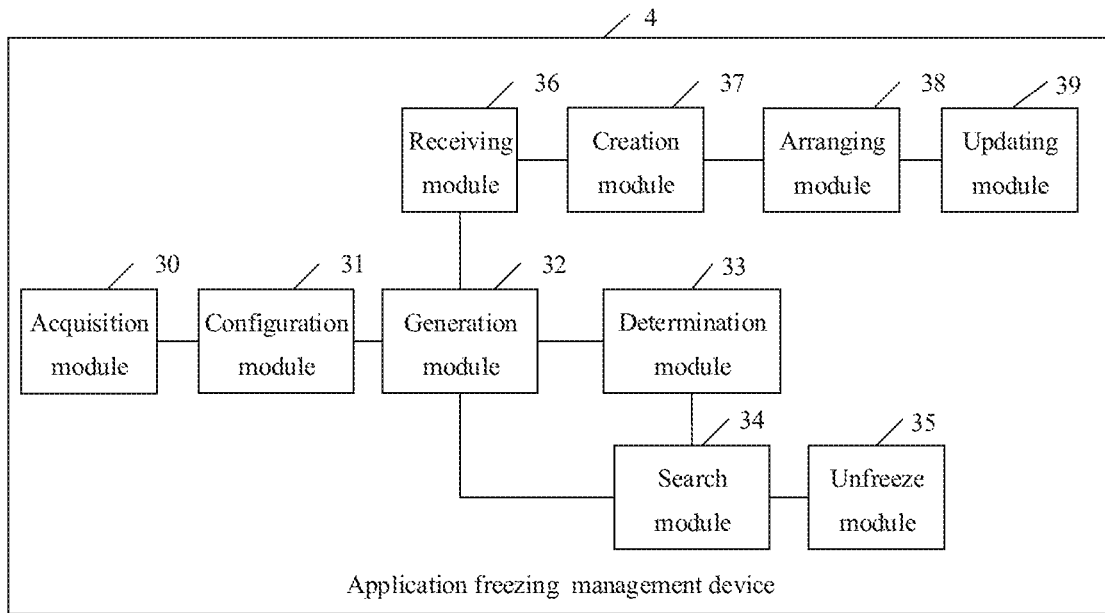 4
36
37
38
39
Receiving
module
Creation
module
Arranging
module
Updating
module
30
31
32
33
Acquisition
module
Configuration
module
Generation
module
Determination
module
34
35
Search
module
Unfreeze
module
Application freezing management device